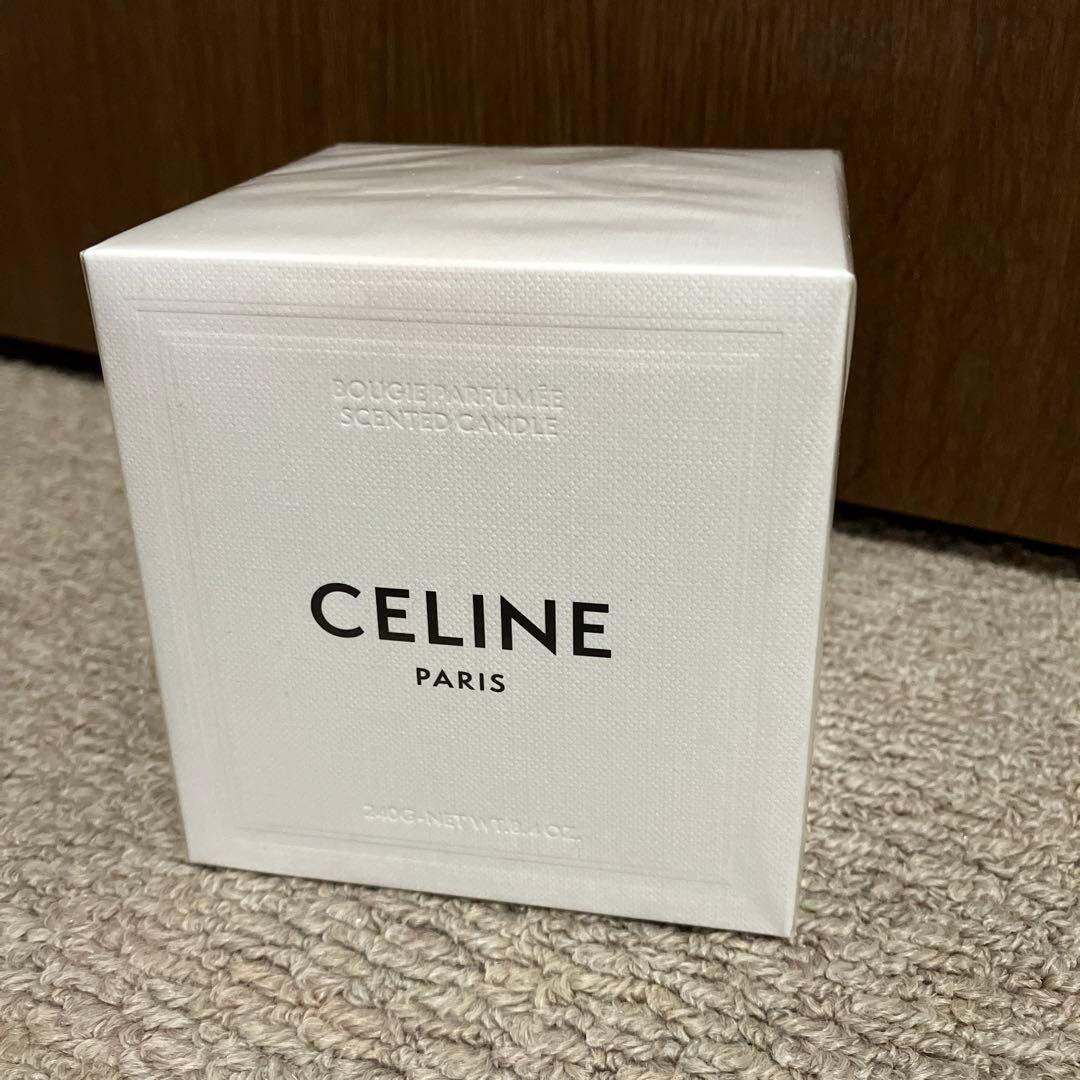 BOUGIE PARFUMÉE
SCENTED CANDLE
CELINE
PARIS
240G-NET WT. 8.4 OZ.